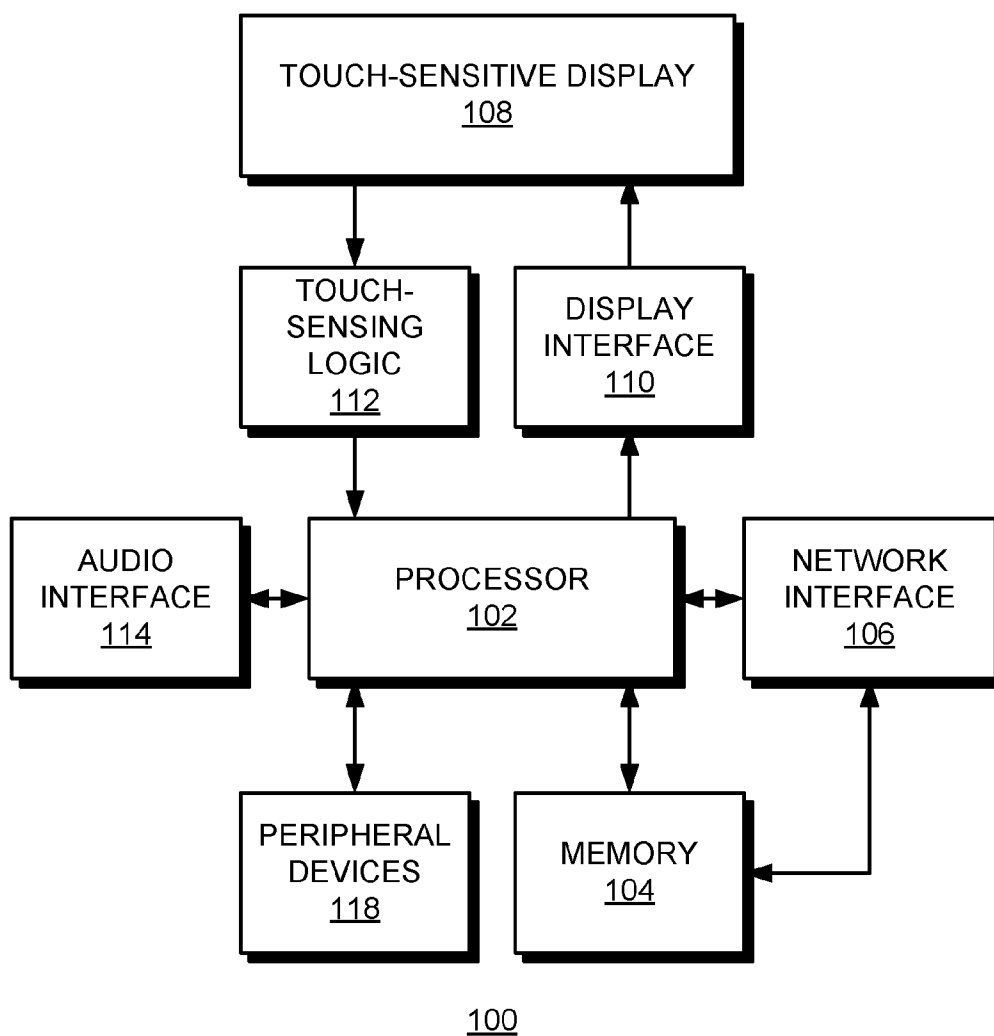 TOUCH-SENSITIVE DISPLAY
108
TOUCH-
SENSING
LOGIC
112
DISPLAY
INTERFACE
110
AUDIO
INTERFACE
114
PROCESSOR
102
NETWORK
INTERFACE
106
PERIPHERAL
DEVICES
118
MEMORY
104
100